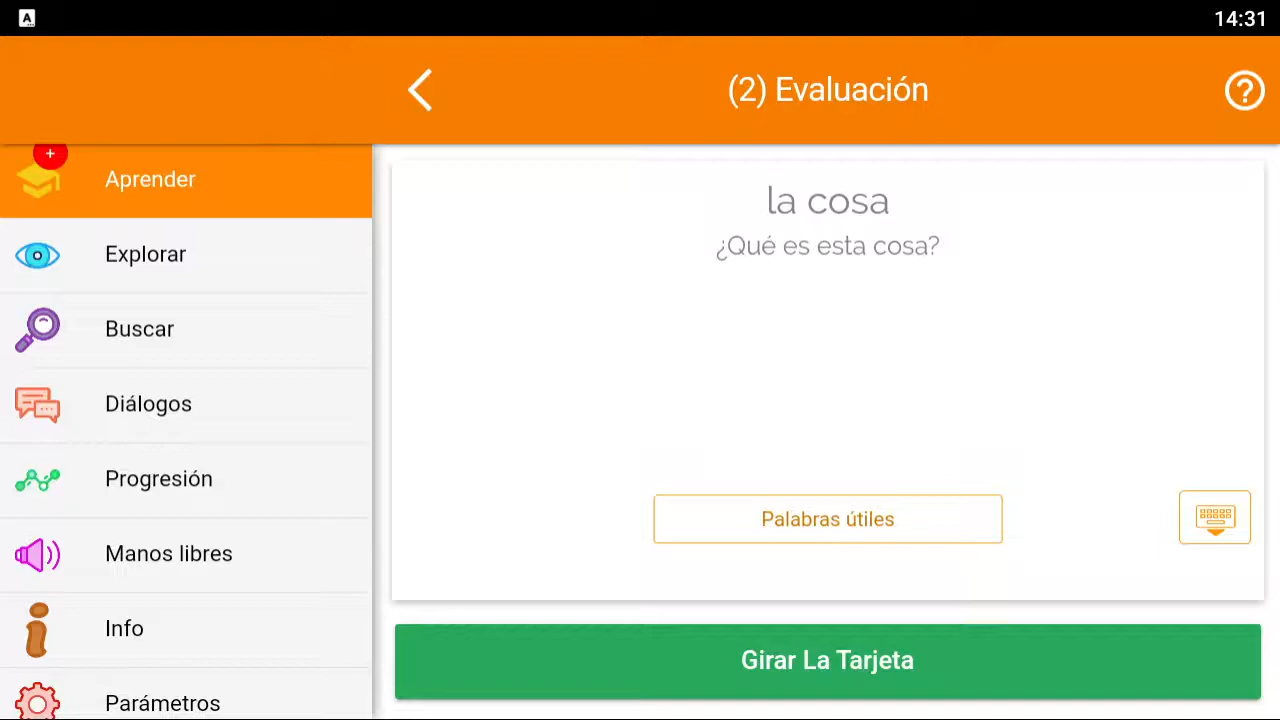 A
14:31
(2) Evaluación
+
Aprender
Explorar
Buscar
Diálogos
Progresión
Manos libres
Info
Parámetros
la cosa
¿Qué es esta cosa?
Palabras útiles
Girar La Tarjeta